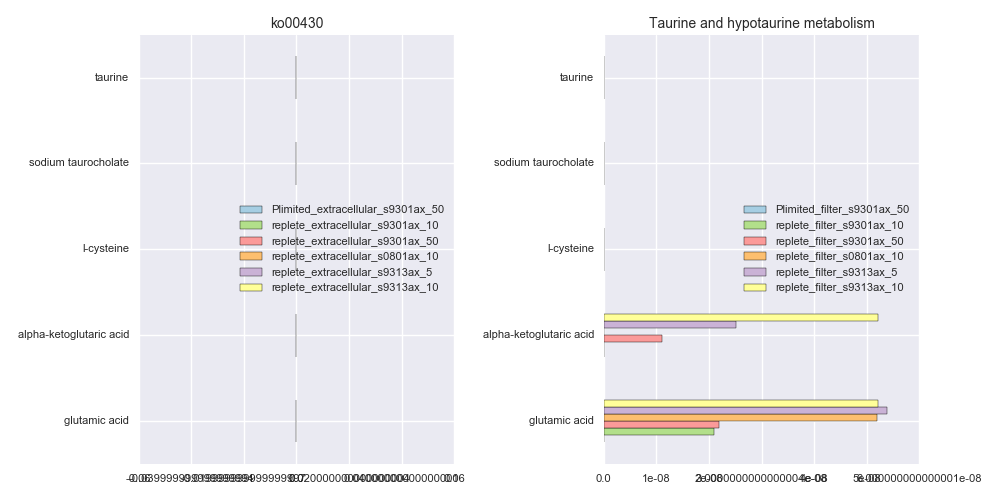 ko00430
taurine
sodium taurocholate
l-cysteine
alpha-ketoglutaric acid
glutamic acid
Plimited_extracellular_s9301ax_50
replete_extracellular_s9301ax_10
replete_extracellular_s9301ax_50
replete_extracellular_s0801ax_10
replete_extracellular_s9313ax_5
replete_extracellular_s9313ax_10
Taurine and hypotaurine metabolism
taurine
sodium taurocholate
l-cysteine
alpha-ketoglutaric acid
glutamic acid
Plimited_filter_s9301ax_50
replete_filter_s9301ax_10
replete_filter_s9301ax_50
replete_filter_s0801ax_10
replete_filter_s9313ax_5
replete_filter_s9313ax_10
0.0 1e-08